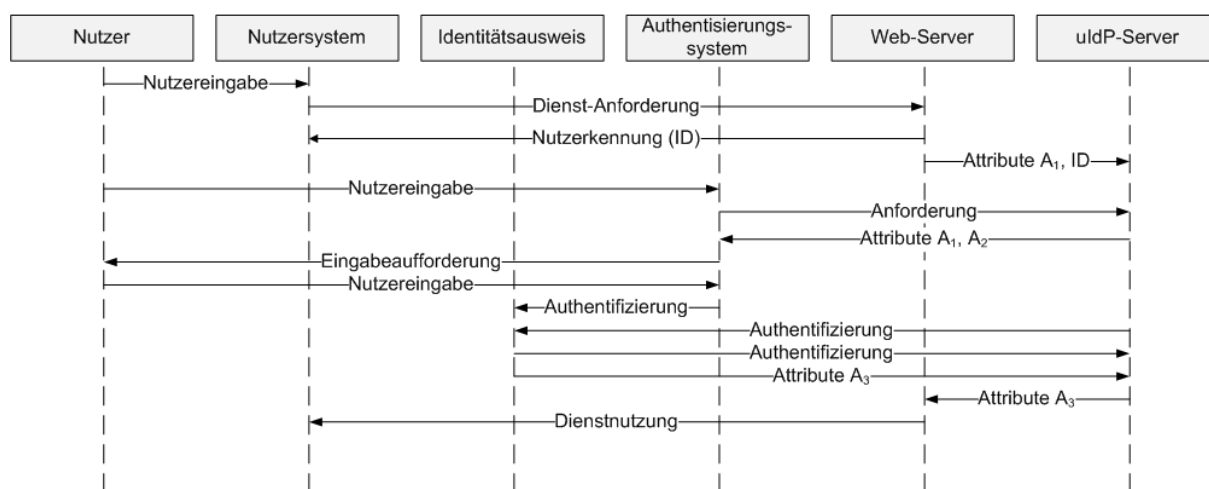 Nutzer
Nutzersystem
Identitätsausweis
Authentisierungs-
system
Web-Server
uIdP-Server
Nutzereingabe
Dienst-Anforderung
Nutzerkennung (ID)
Attribute A₁, ID
Nutzereingabe
Anforderung
Attribute A₁, A₂
Eingabeaufforderung
Nutzereingabe
Authentifizierung
Authentifizierung
Authentifizierung
Attribute A₃
Attribute A₃
Dienstnutzung